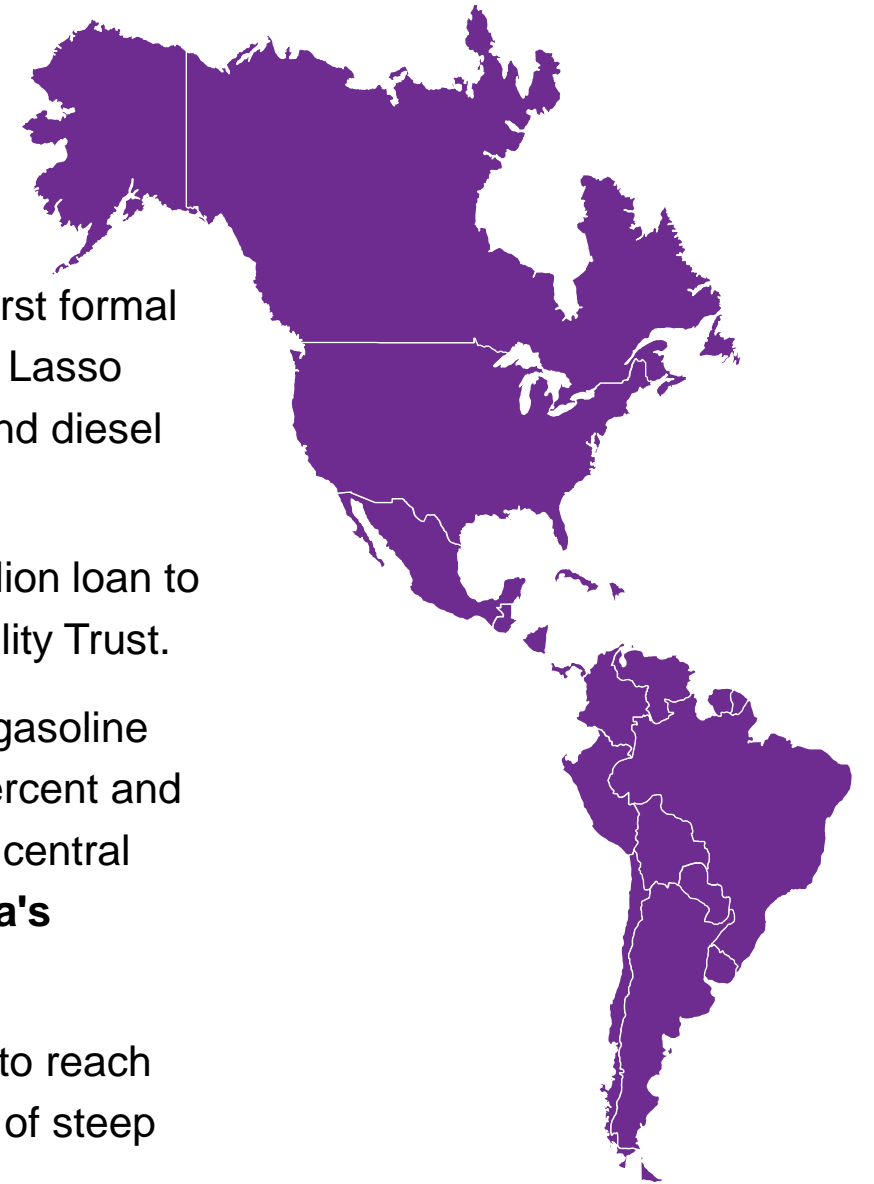 rst formal
Lasso
nd diesel
lion loan to
lity Trust.
gasoline
ercent and
central
a's
to reach
of steep